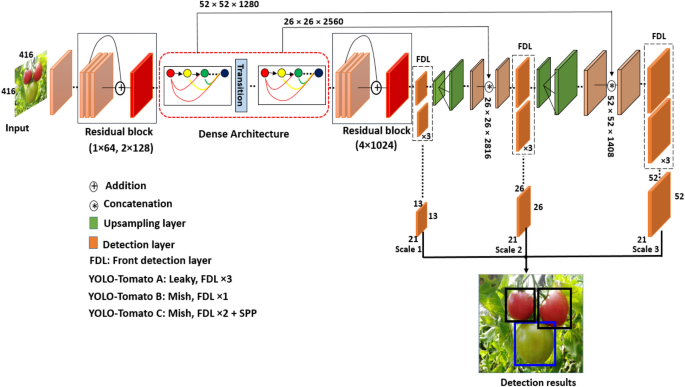 52 × 52 × 1280
26 × 26 × 2560
416
416
Input
Residual block
(1×64, 2×128)
Transition
Dense Architecture
Residual block
(4×1024)
FDL
×3
26 × 26 × 2816
FDL
×3
52 × 52 × 1408
FDL
×3
13
13
21
Scale 1
26
26
21
Scale 2
52
52
21
Scale 3
Addition
Concatenation
Upsampling layer
Detection layer
FDL: Front detection layer
YOLO-Tomato A: Leaky, FDL ×3
YOLO-Tomato B: Mish, FDL ×1
YOLO-Tomato C: Mish, FDL ×2 + SPP
Detection results